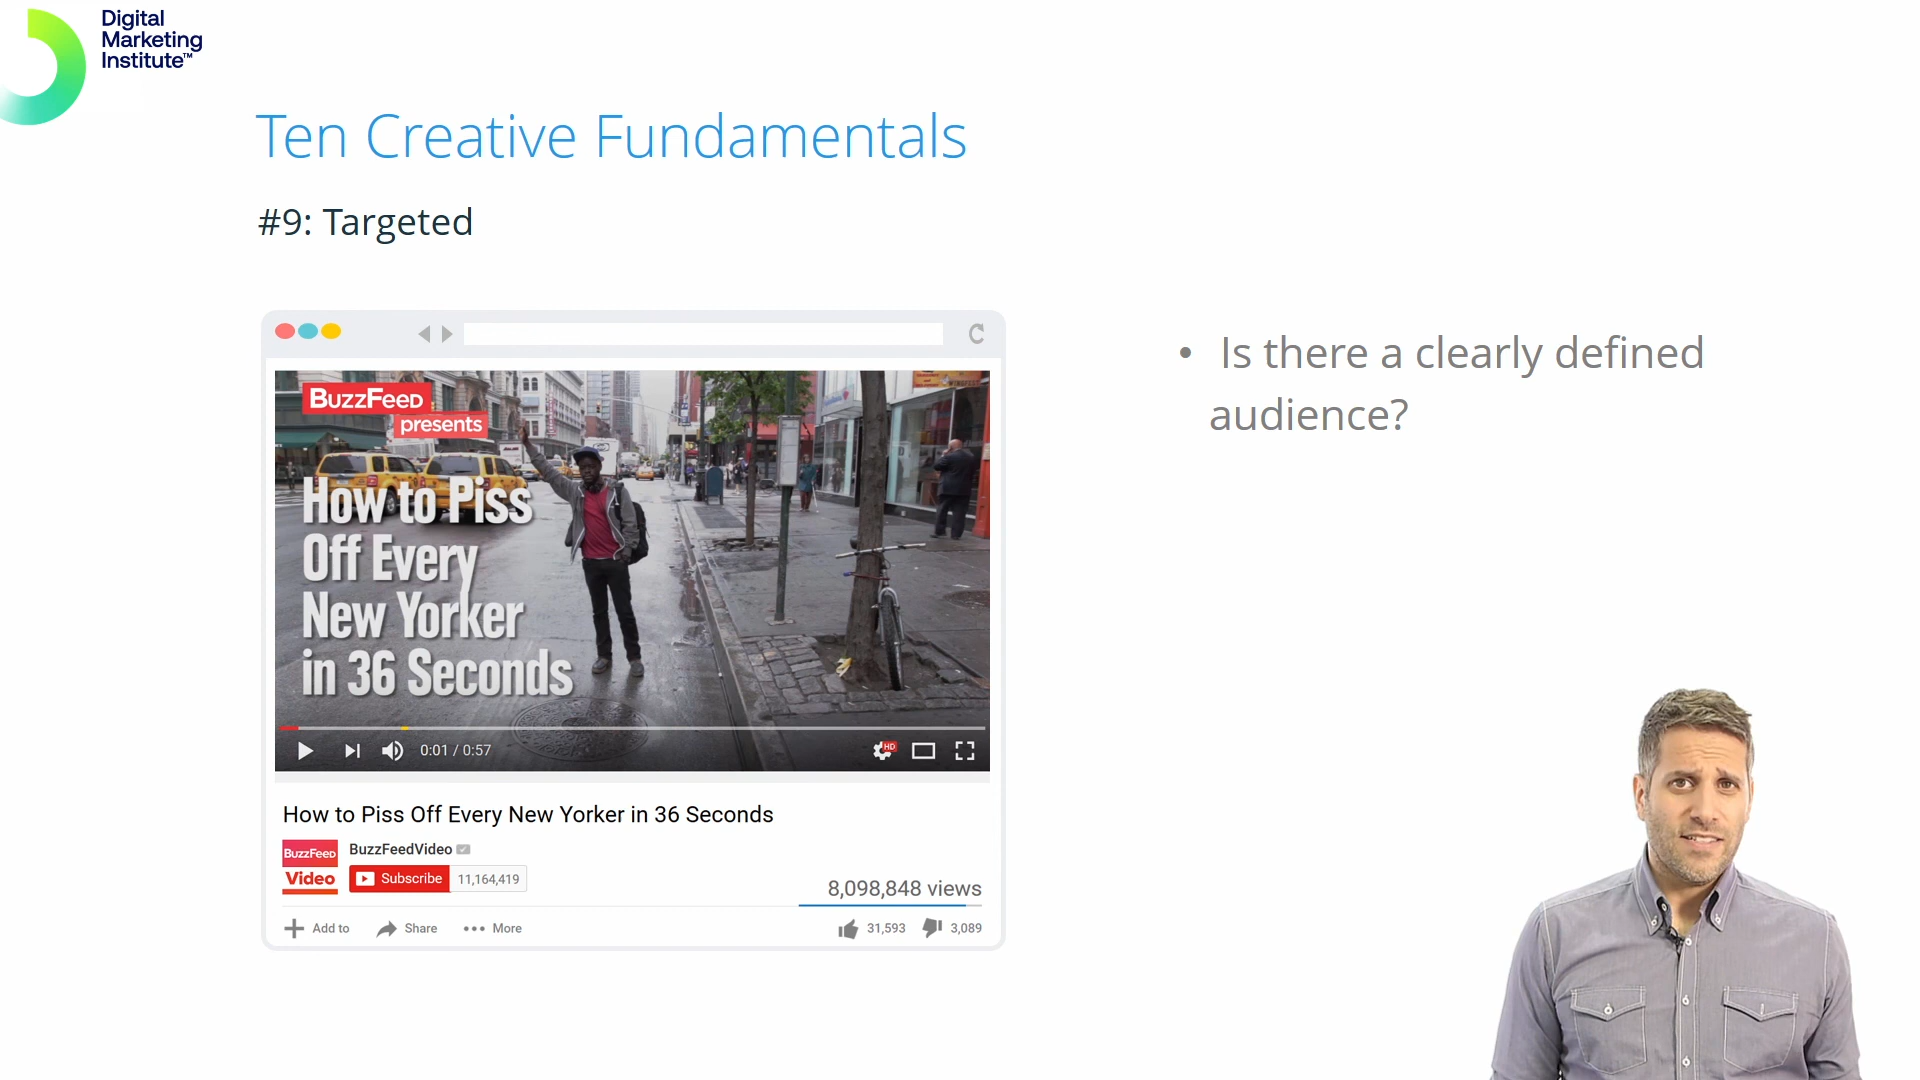 Digital
Marketing
Institute™
Ten Creative Fundamentals
#9: Targeted
BuzzFeed
presents
How to Piss
Off Every
New Yorker
in 36 Seconds
0:01 / 0:57
HD
How to Piss Off Every New Yorker in 36 Seconds
BuzzFeed
Video
BuzzFeedVideo
Subscribe 11,164,419
8,098,848 views
Add to Share More
31,593 3,089
• Is there a clearly defined
audience?